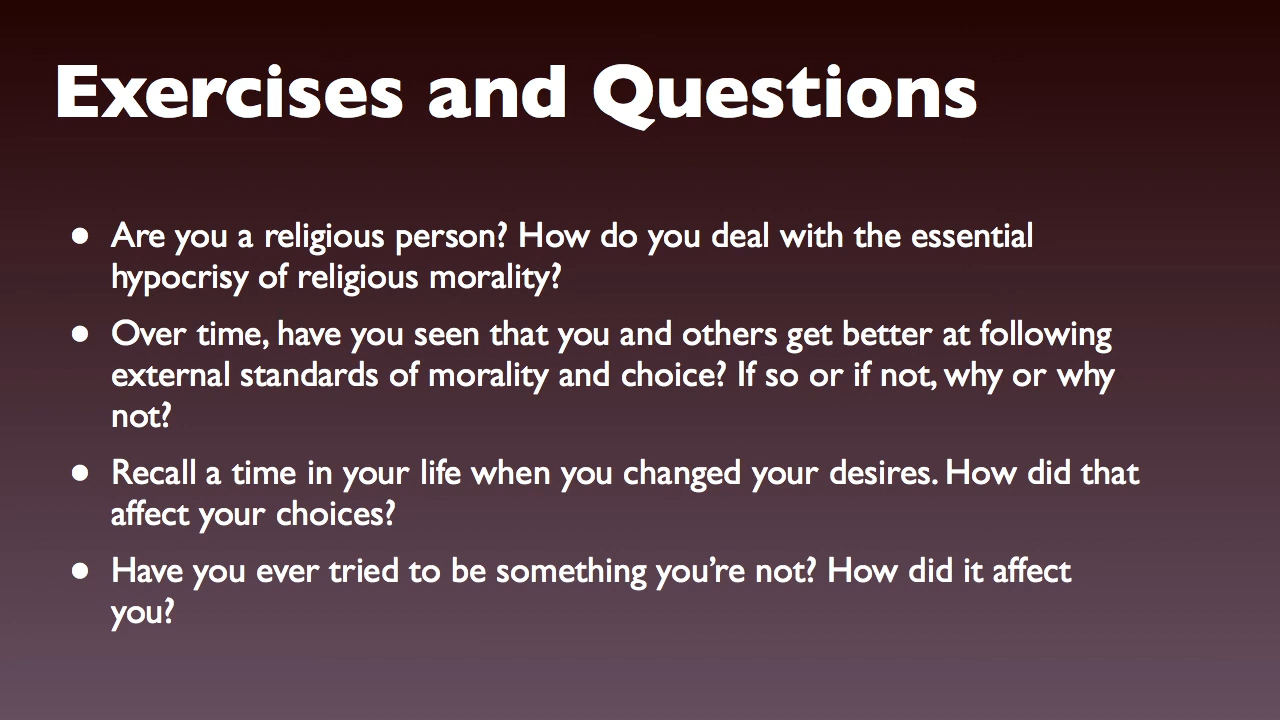 Exercises and Questions
• Are you a religious person? How do you deal with the essential
hypocrisy of religious morality?
• Over time, have you seen that you and others get better at following
external standards of morality and choice? If so or if not, why or why
not?
• Recall a time in your life when you changed your desires. How did that
affect your choices?
• Have you ever tried to be something you’re not? How did it affect
you?